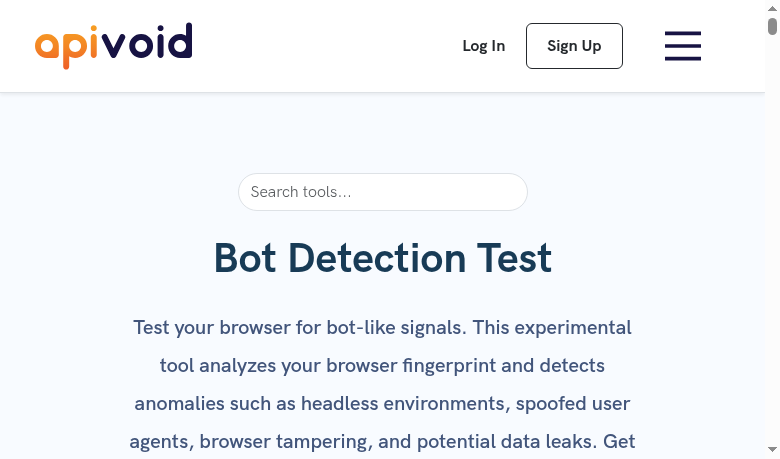 apivoid
Log In
Sign Up
Search tools...
Bot Detection Test
Test your browser for bot-like signals. This experimental
tool analyzes your browser fingerprint and detects
anomalies such as headless environments, spoofed user
agents, browser tampering, and potential data leaks. Get